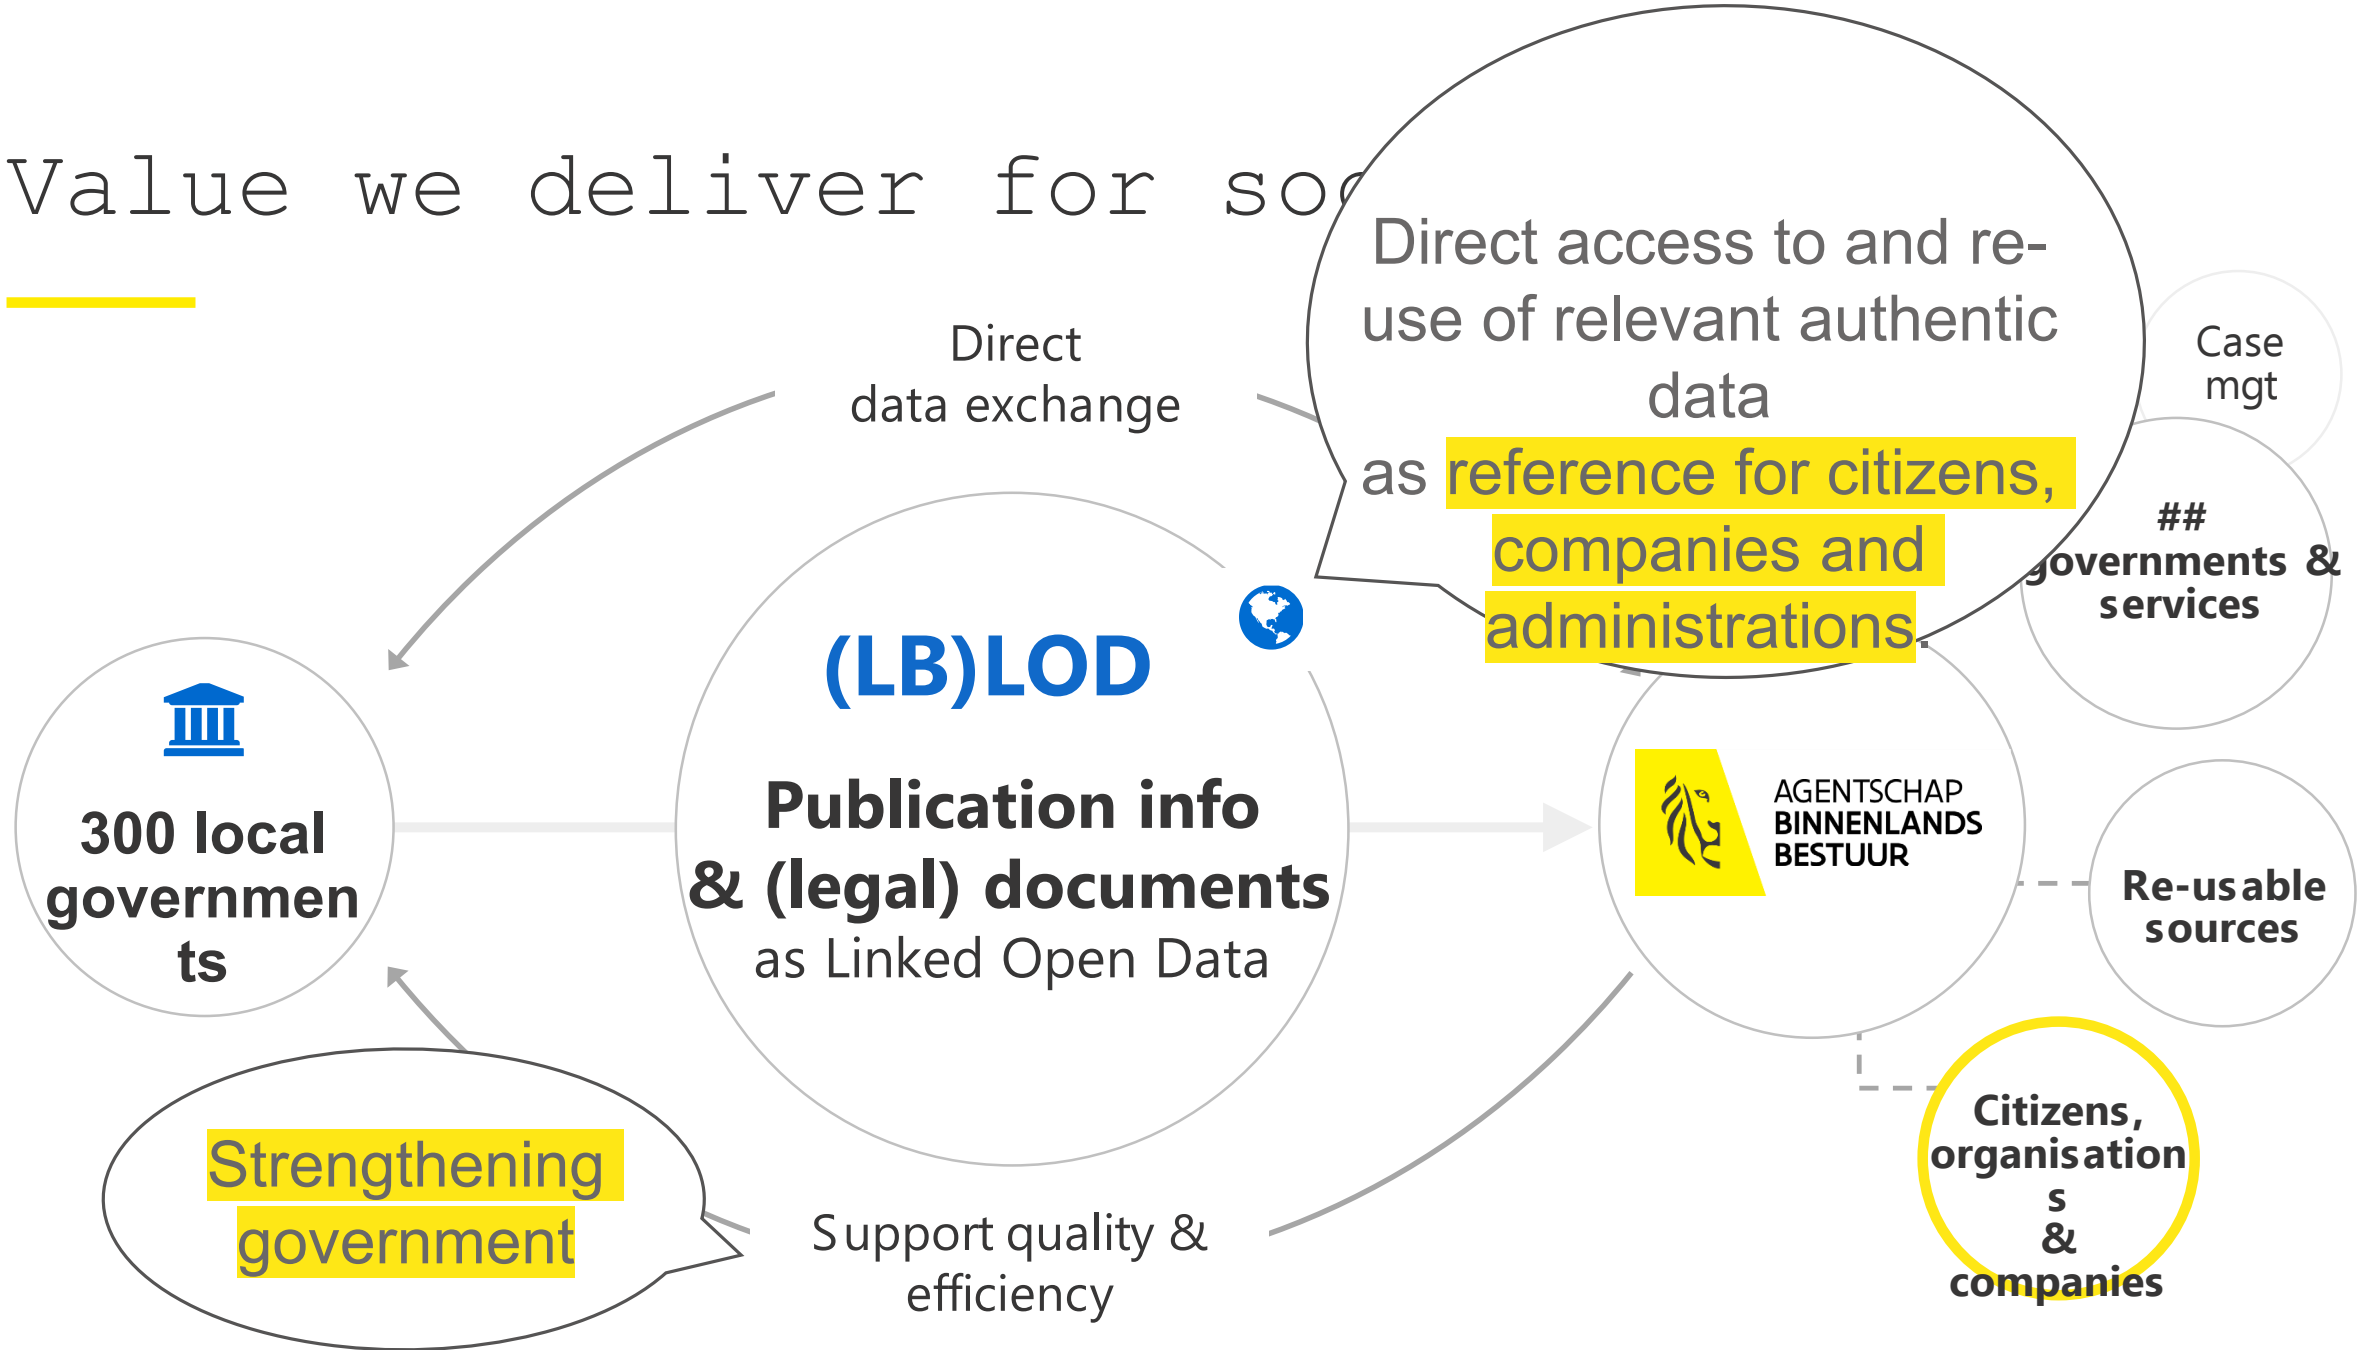 Value we deliver for so
Direct access to and re-
use of relevant authentic
data
as reference for citizens,
companies and
administrations.
Direct
data exchange
Case
mgt
##
governments &
services
(LB)LOD
Publication info
& (legal) documents
as Linked Open Data
300 local
governmen
ts
AGENTSCHAP
BINNENLANDS
BESTUUR
Re-usable
sources
Citizens,
organisation
s
&
companies
Strengthening
government
Support quality &
efficiency